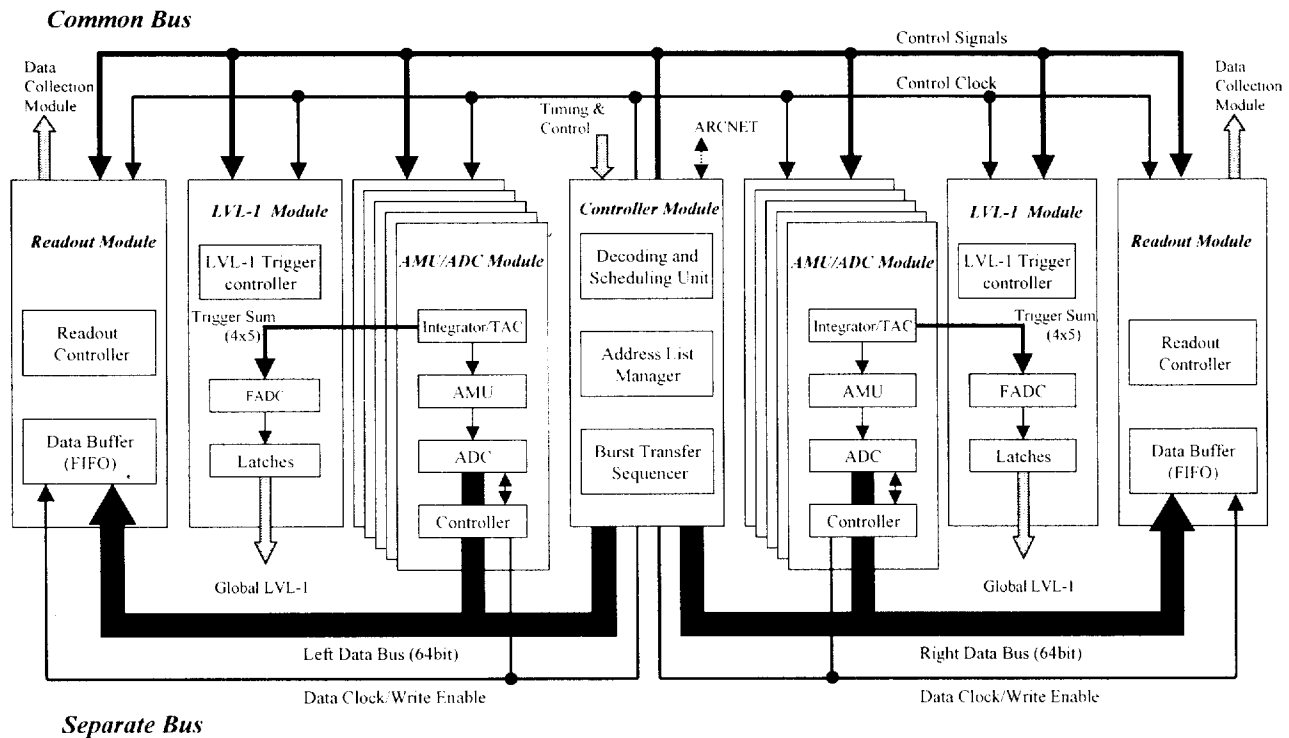 Common Bus
Control Signals
Data
Collection
Module
Control Clock
Timing &
Control
ARCNET
Data
Collection
Module
Readout Module
Readout
Controller
Data Buffer
(FIFO)
LVL-1 Module
LVL-1 Trigger
controller
Trigger Sum
(4x5)
FADC
Latches
Global LVL-1
AMU/ADC Module
Integrator/TAC
AMU
ADC
Controller
Controller Module
Decoding and
Scheduling Unit
Address List
Manager
Burst Transfer
Sequencer
AMU/ADC Module
Integrator/TAC
AMU
ADC
Controller
LVL-1 Module
LVL-1 Trigger
controller
Trigger Sum
(4x5)
FADC
Latches
Global LVL-1
Readout Module
Readout
Controller
Data Buffer
(FIFO)
Left Data Bus (64bit)
Right Data Bus (64bit)
Data Clock/Write Enable
Data Clock/Write Enable
Separate Bus